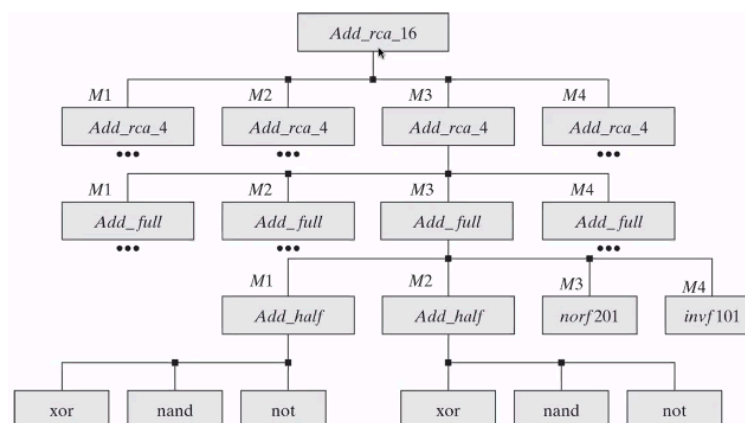 Add_rca_16
M1 M2 M3 M4
Add_rca_4 Add_rca_4 Add_rca_4 Add_rca_4
••• ••• •••
M1 M2 M3 M4
Add_full Add_full Add_full Add_full
••• ••• •••
M1 M2 M3 M4
Add_half Add_half norf201 invf101
xor nand not xor nand not